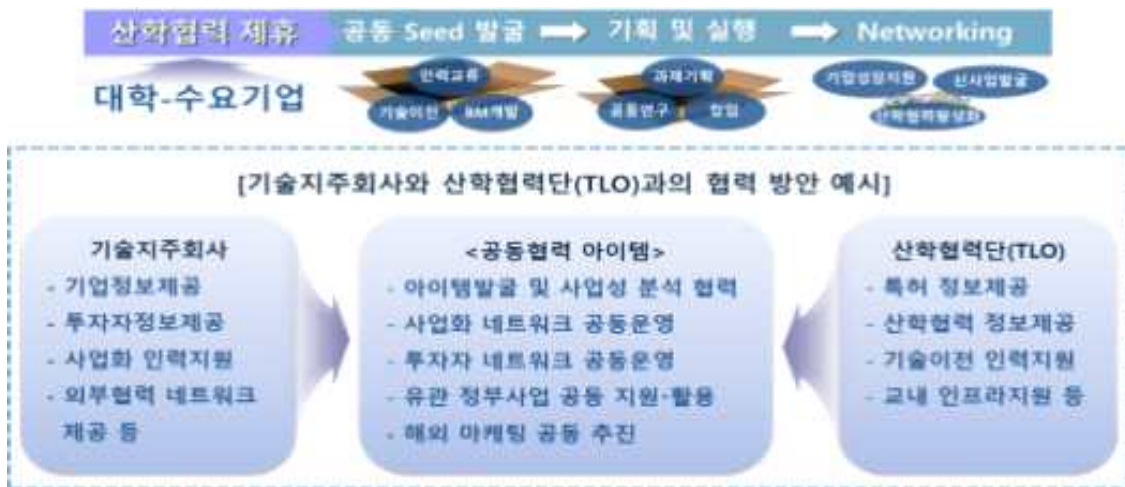 산학협력 제휴
공동 Seed 발굴
기획 및 실행
Networking
대학-수요기업
인력교류
기술이전
BM개발
과제기획
공동연구
창업
기업성장지원
신사업발굴
산학협력활성화
[기술지주회사와 산학협력단(TLO)과의 협력 방안 예시]
기술지주회사
- 기업정보제공
- 투자자정보제공
- 사업화 인력지원
- 외부협력 네트워크
제공 등
<공동협력 아이템>
- 아이템발굴 및 사업성 분석 협력
- 사업화 네트워크 공동운영
- 투자자 네트워크 공동운영
- 유관 정부사업 공동 지원·활용
- 해외 마케팅 공동 추진
산학협력단(TLO)
- 특허 정보제공
- 산학협력 정보제공
- 기술이전 인력지원
- 교내 인프라지원 등